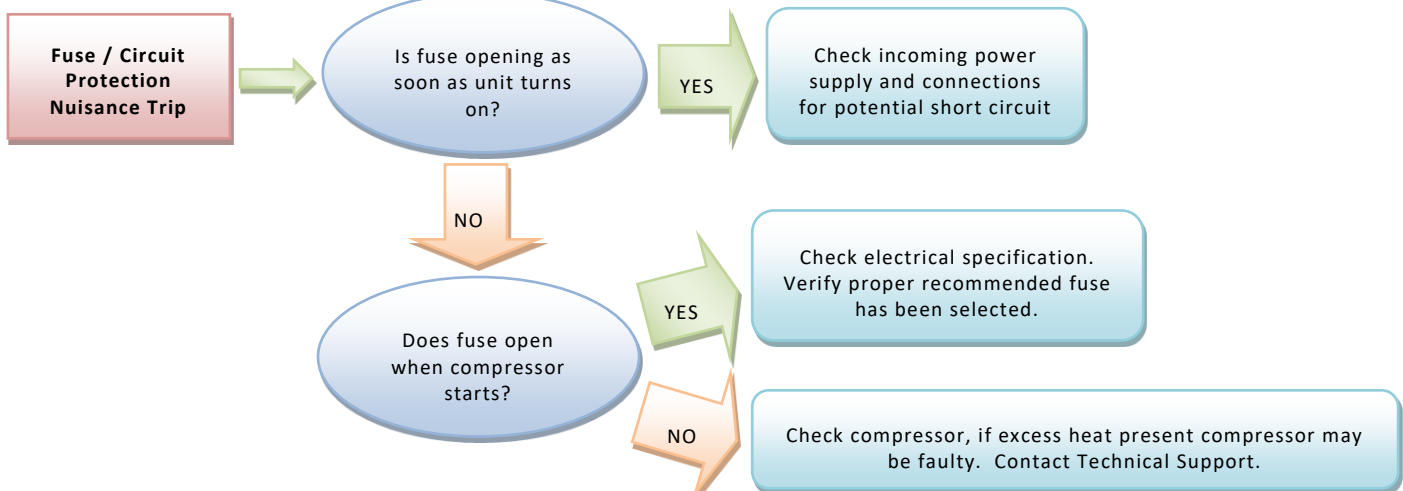 Fuse / Circuit
Protection
Nuisance Trip
Is fuse opening as
soon as unit turns
on?
YES
Check incoming power
supply and connections
for potential short circuit
NO
Does fuse open
when compressor
starts?
YES
Check electrical specification.
Verify proper recommended fuse
has been selected.
NO
Check compressor, if excess heat present compressor may
be faulty. Contact Technical Support.